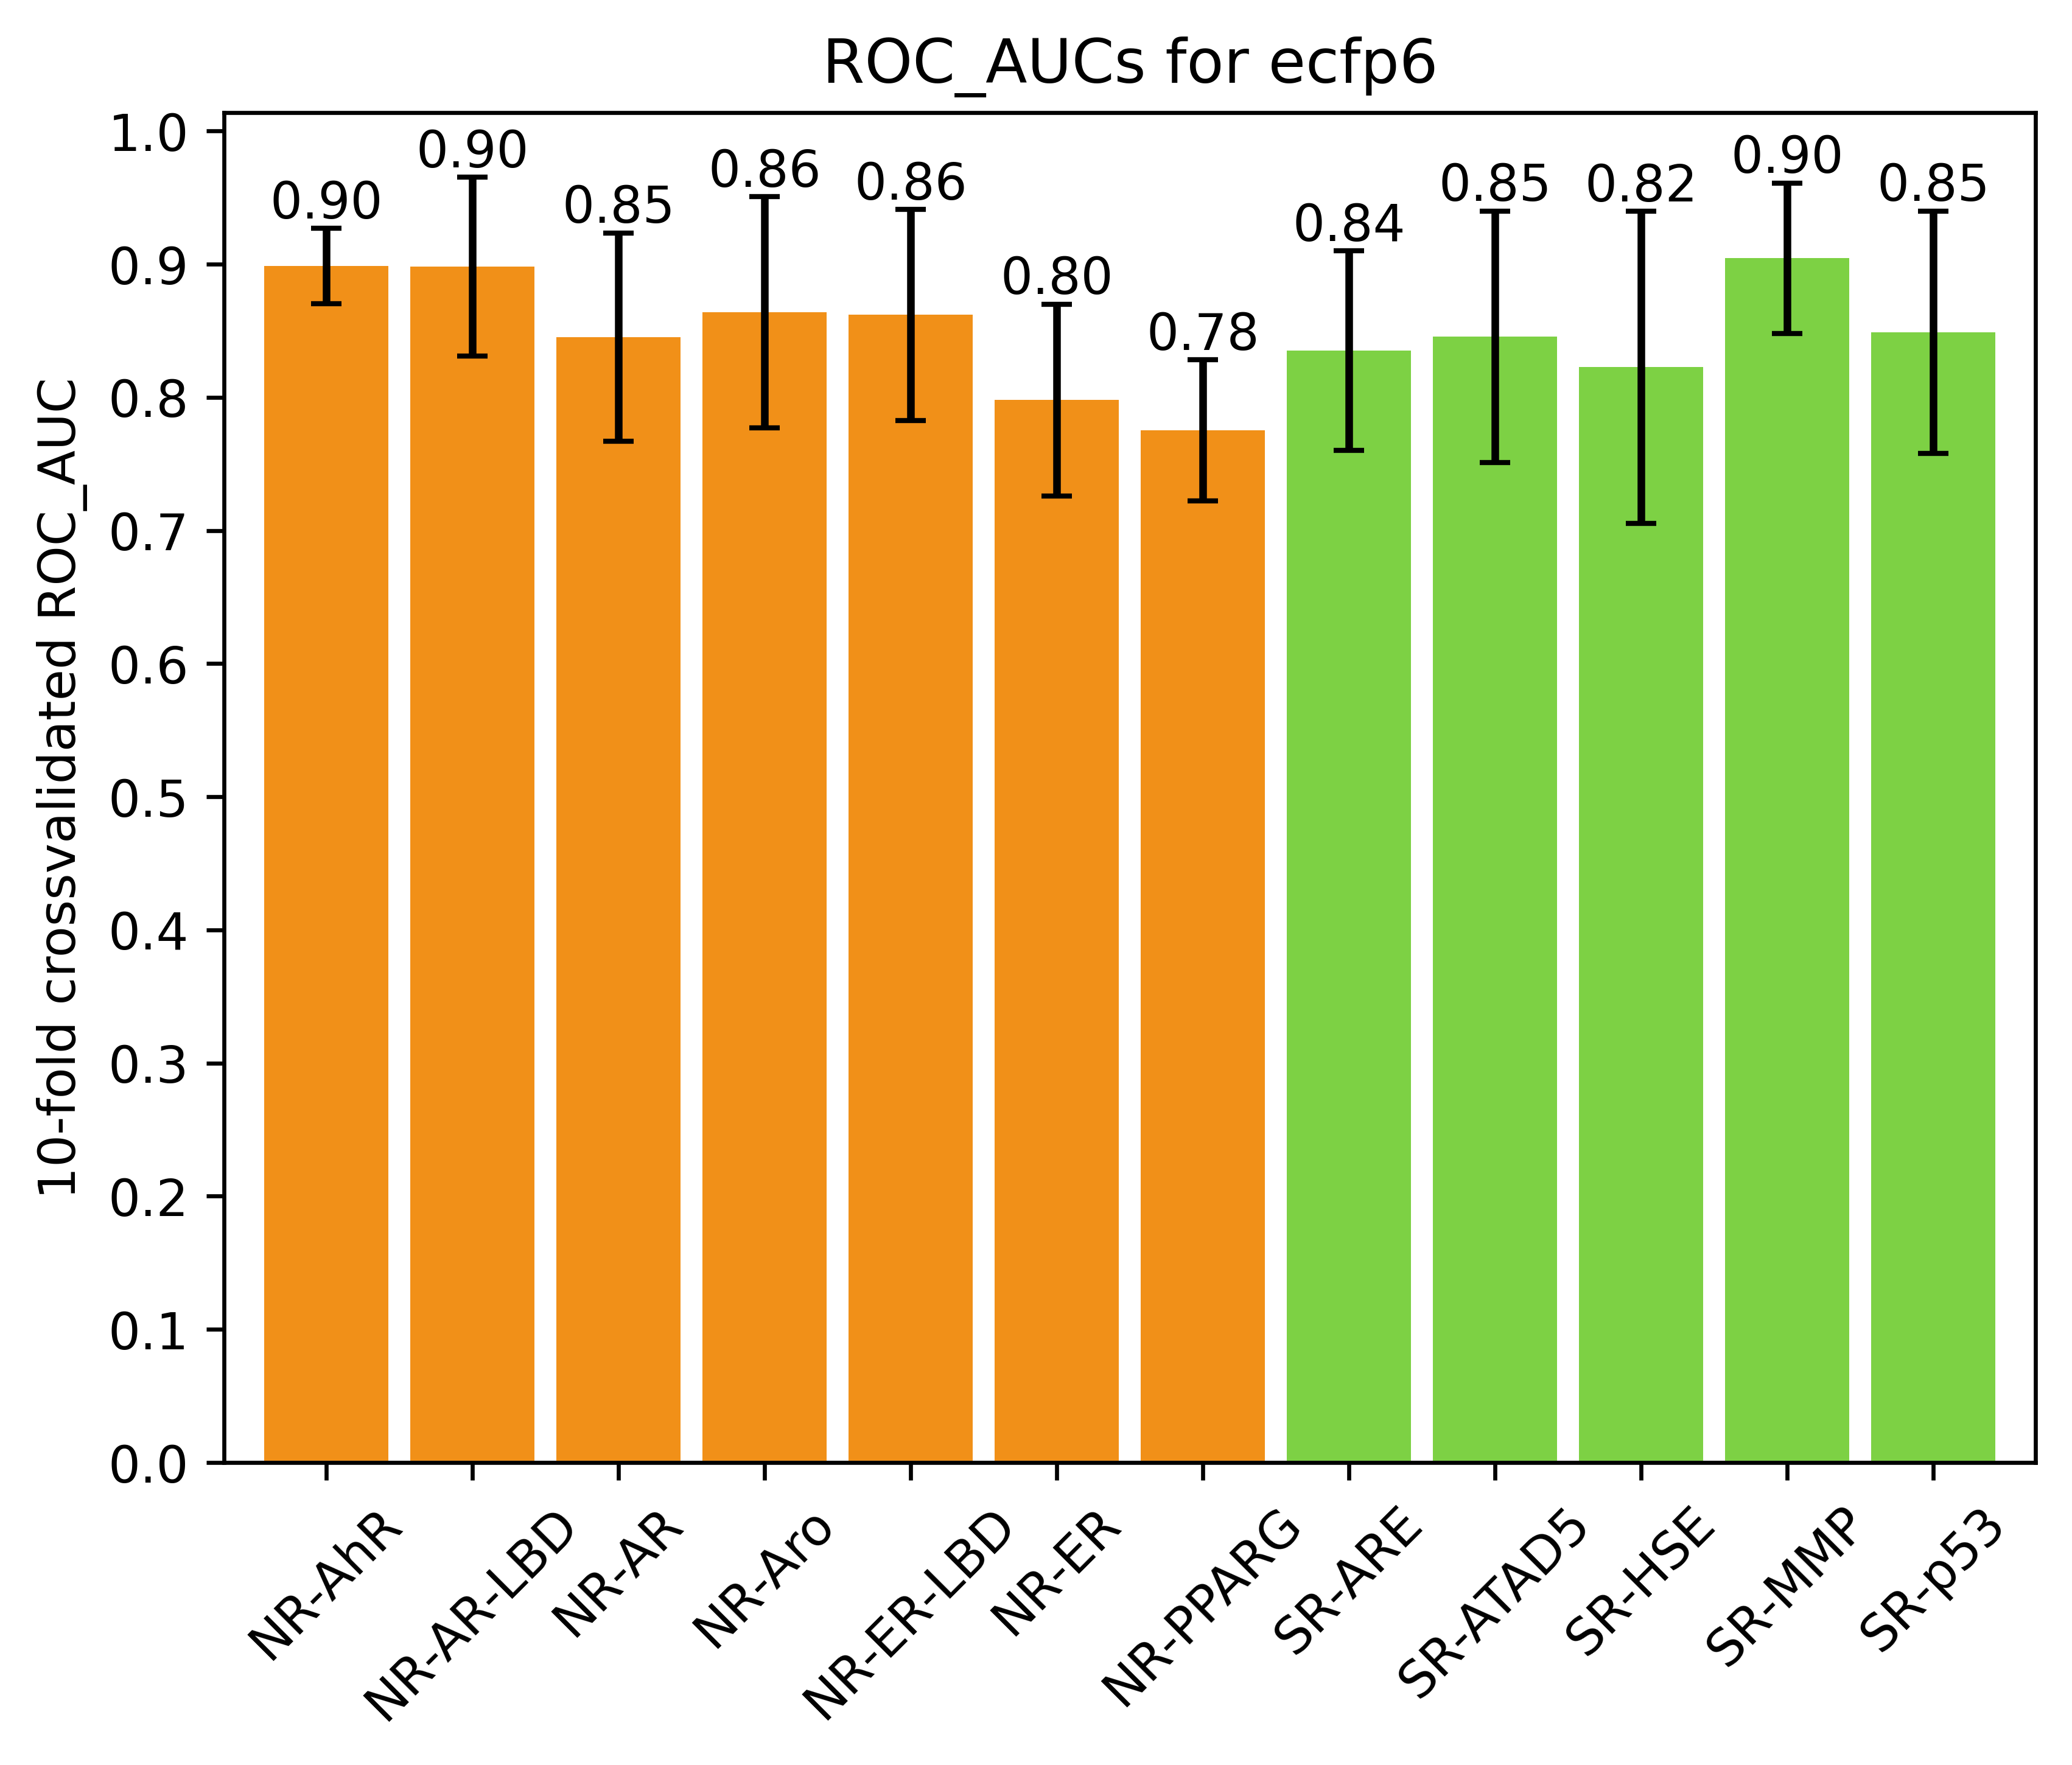 ROC_AUCs for ecfp6
10-fold crossvalidated ROC_AUC
1.0
0.9
0.8
0.7
0.6
0.5
0.4
0.3
0.2
0.1
0.0
0.90
0.90
0.85
0.86
0.86
0.80
0.78
0.84
0.85
0.82
0.90
0.85
NR-AhR
NR-AR-LBD
NR-AR
NR-Aro
NR-ER-LBD
NR-ER
NR-PPARG
SR-ARE
SR-ATAD5
SR-HSE
SR-MMP
SR-p53